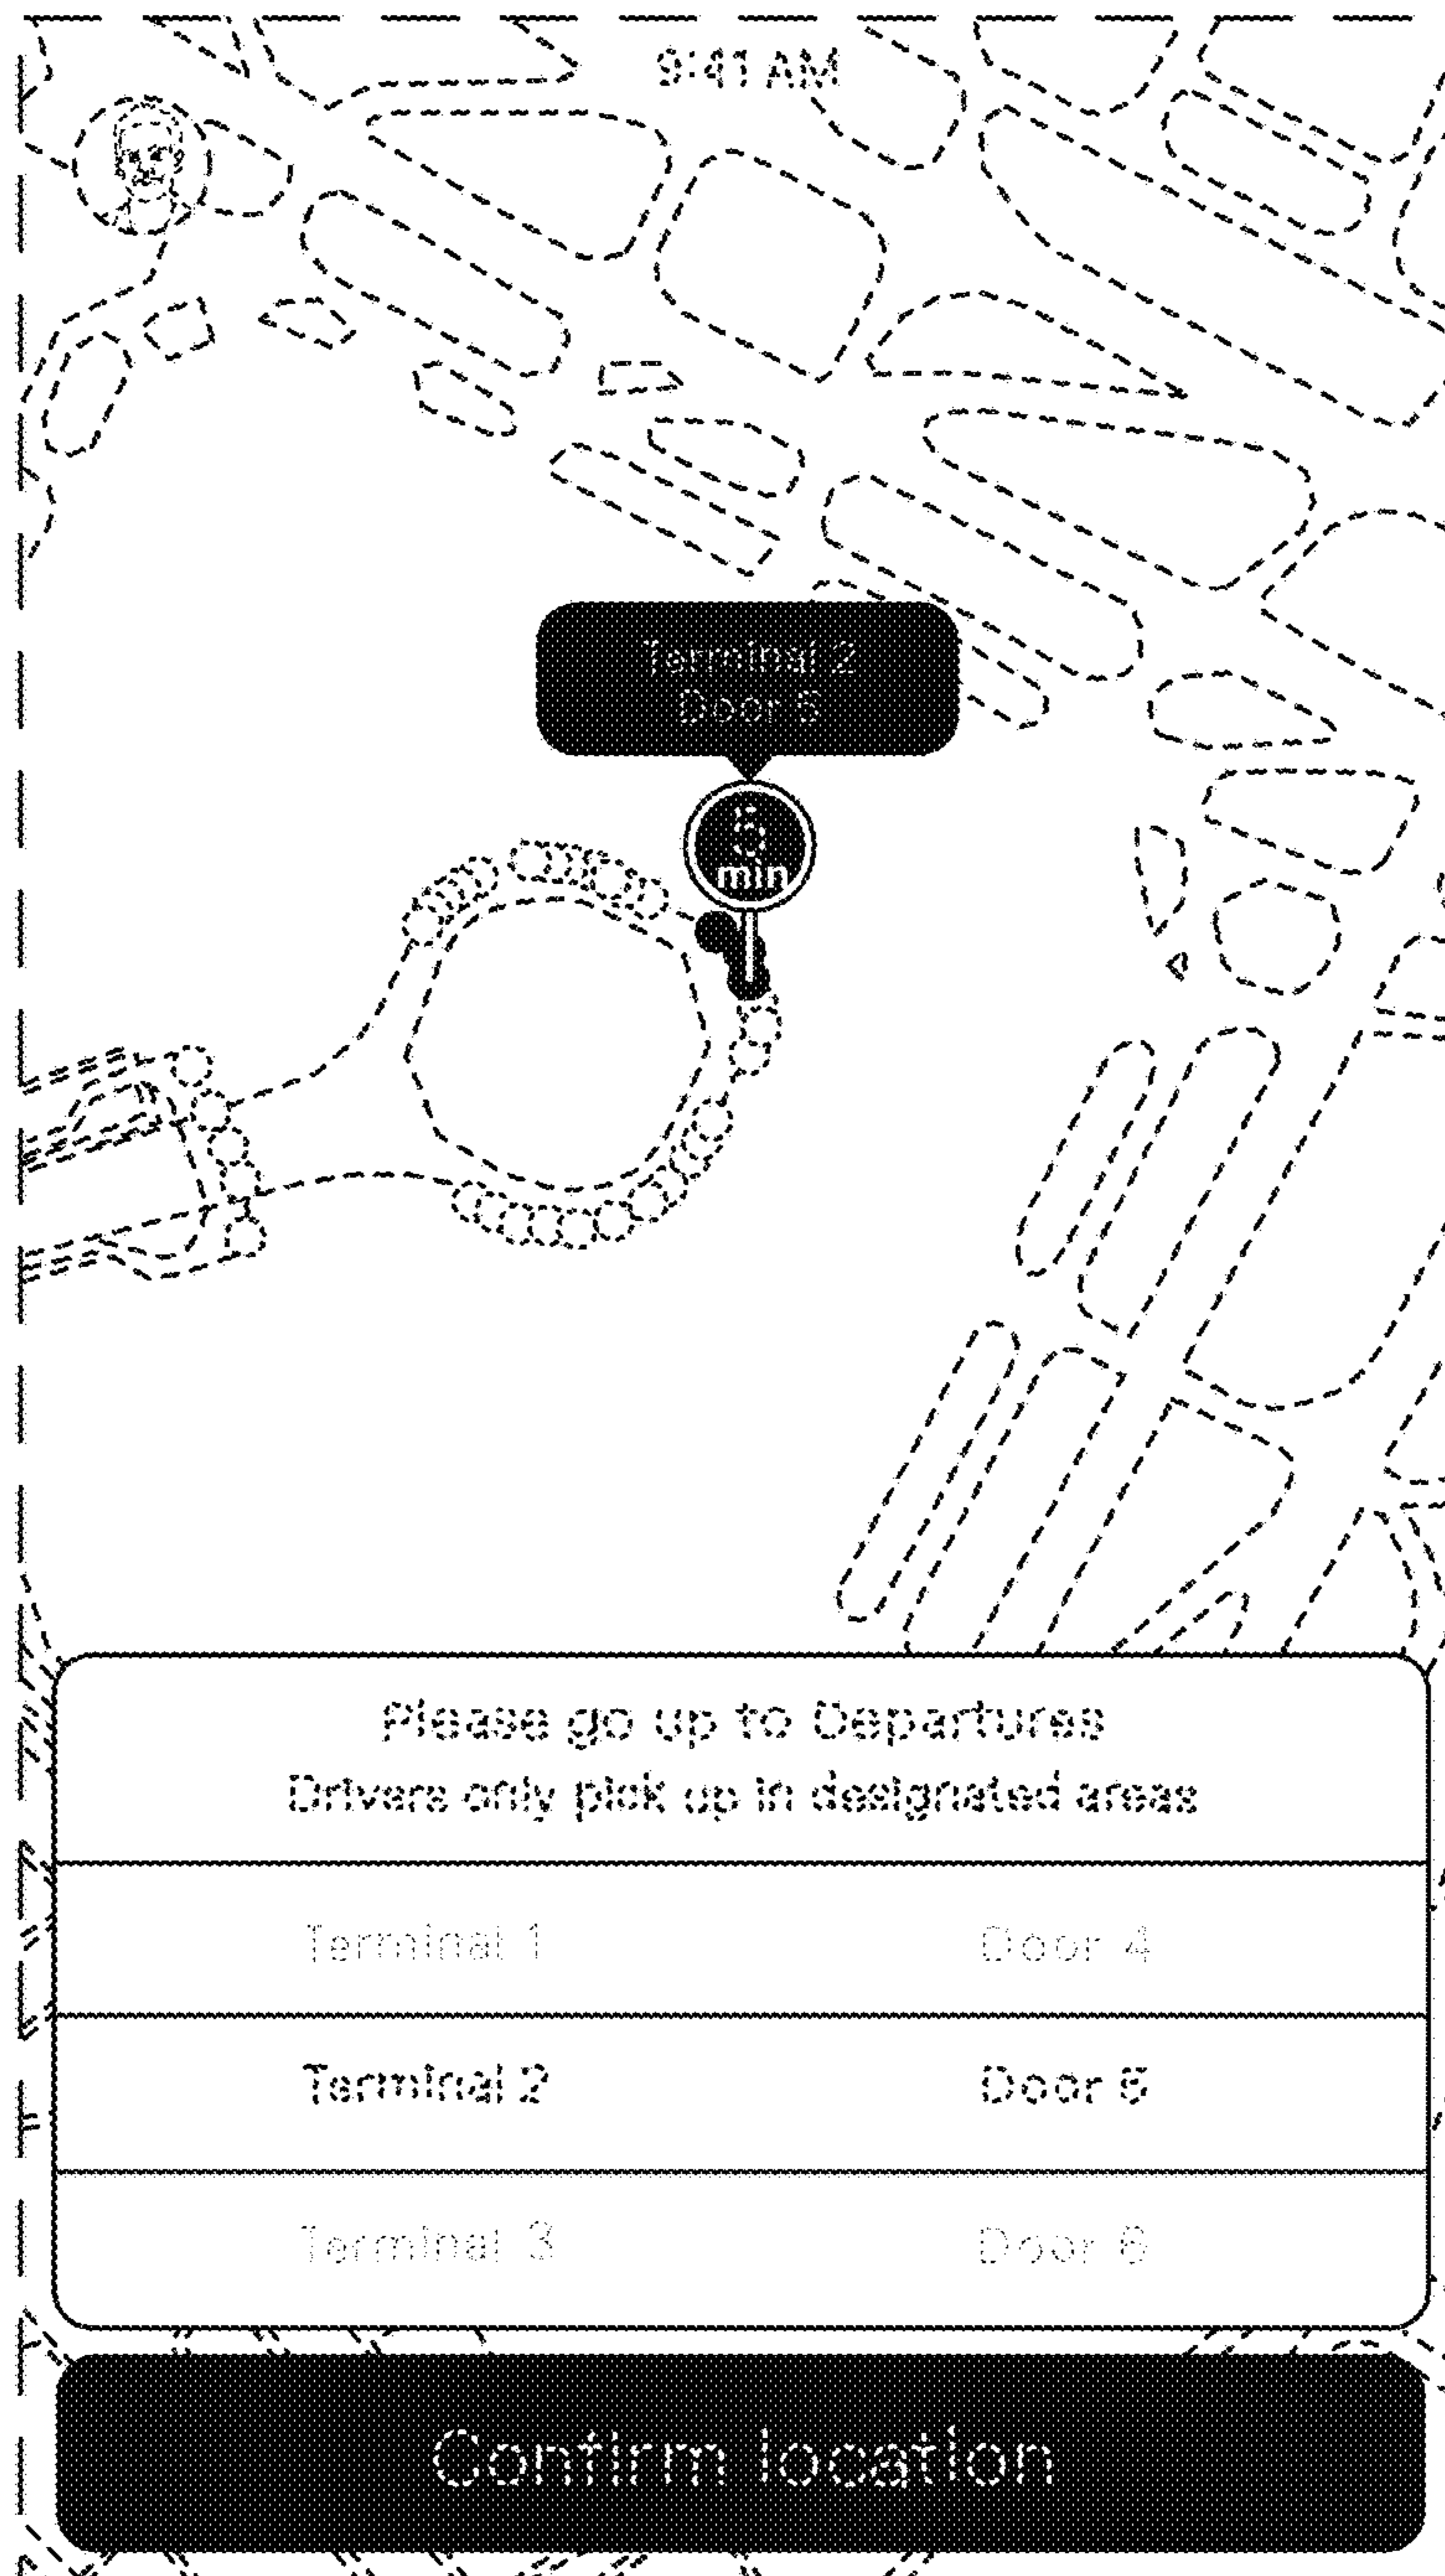 9:41 AM
Terminal 2
Door 5
5
min
Please go up to Departures
Drivers only pick up in designated areas
Terminal 1 Door 4
Terminal 2 Door 5
Terminal 3 Door 6
Confirm location